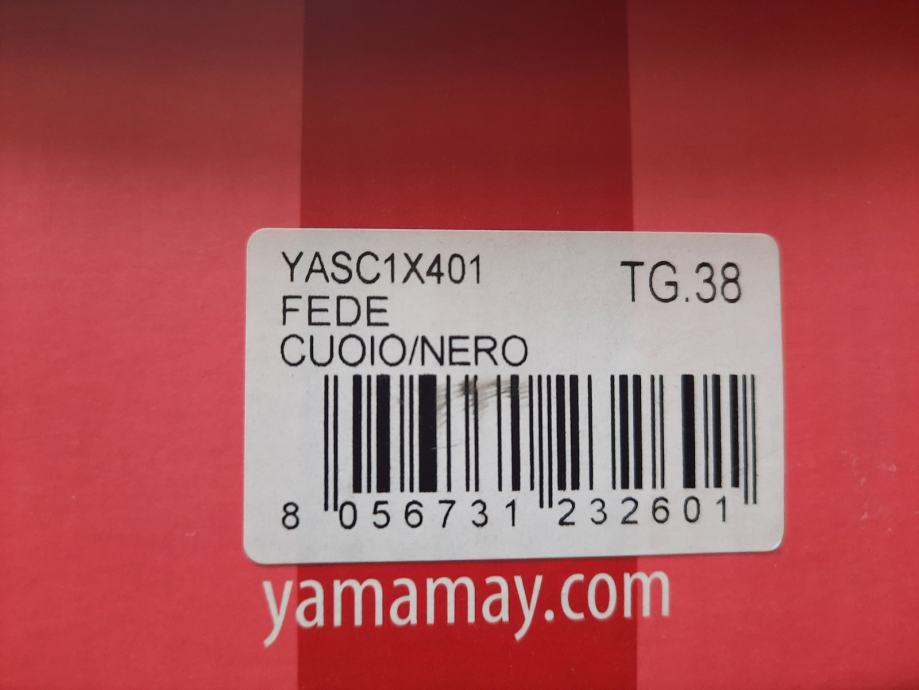 YASC1X401 TG.38
FEDE
CUOIO/NERO
8 056731 232601
yamamay.com